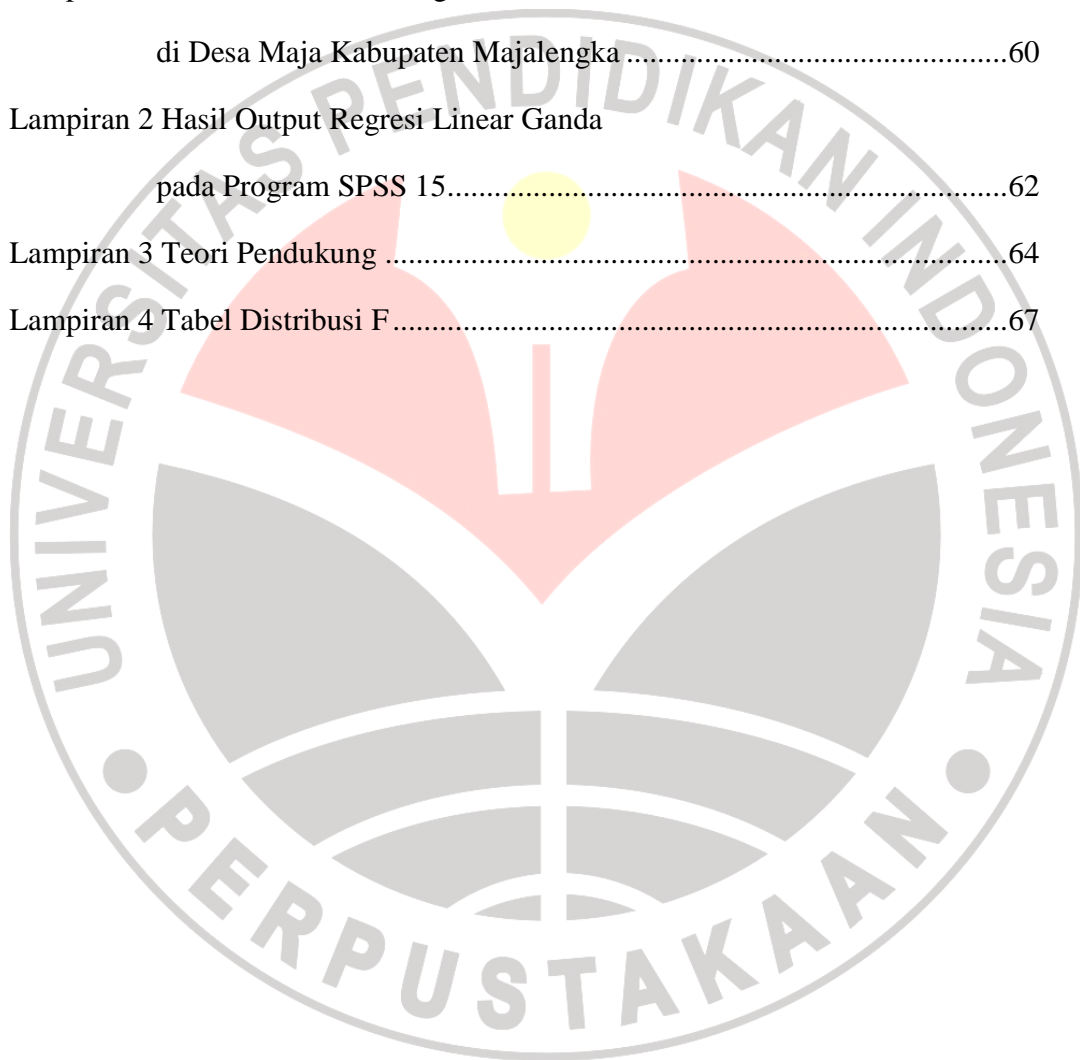 di Desa Maja Kabupaten Majalengka ............................................60
Lampiran 2 Hasil Output Regresi Linear Ganda
pada Program SPSS 15....................................................................62
Lampiran 3 Teori Pendukung ...........................................................................64
Lampiran 4 Tabel Distribusi F..........................................................................67
UNIVERSITAS PENDIDIKAN INDONESIA
PERPUSTAKAAN